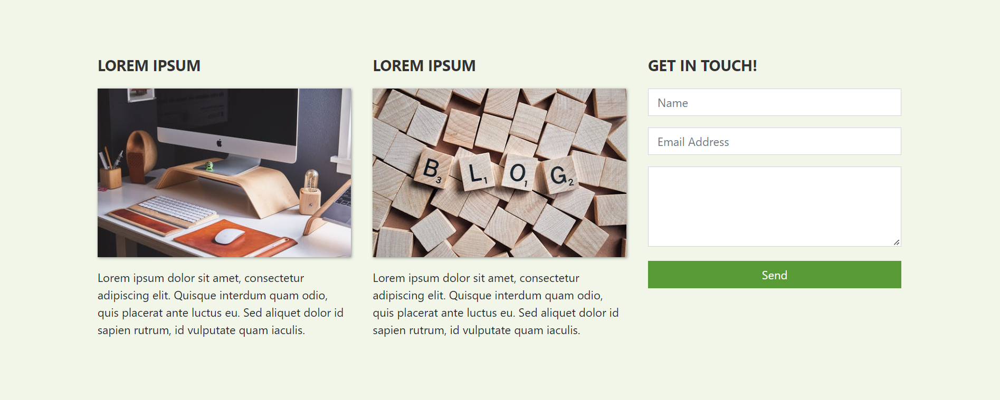 LOREM IPSUM
B3 L1 O1 G2
Lorem ipsum dolor sit amet, consectetur
adipiscing elit. Quisque interdum quam odio,
quis placerat ante luctus eu. Sed aliquet dolor id
sapien rutrum, id vulputate quam iaculis.
LOREM IPSUM
Lorem ipsum dolor sit amet, consectetur
adipiscing elit. Quisque interdum quam odio,
quis placerat ante luctus eu. Sed aliquet dolor id
sapien rutrum, id vulputate quam iaculis.
GET IN TOUCH!
Name
Email Address
Send